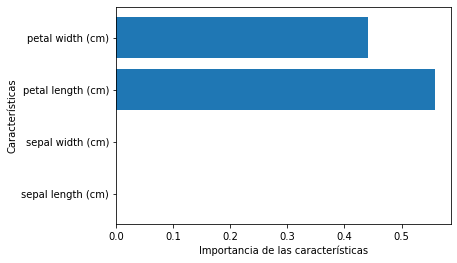 petal width (cm)
petal length (cm)
sepal width (cm)
sepal length (cm)
Características
0.0 0.1 0.2 0.3 0.4 0.5
Importancia de las características